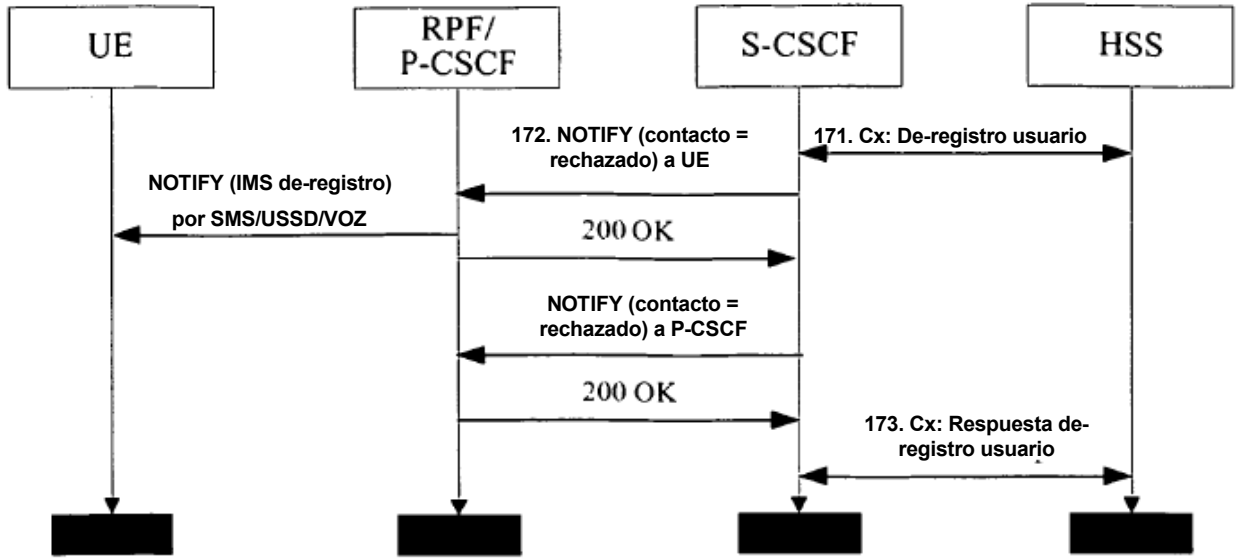 UE
RPF/
P-CSCF
S-CSCF
HSS
172. NOTIFY (contacto =
rechazado) a UE
171. Cx: De-registro usuario
NOTIFY (IMS de-registro)
por SMS/USSD/VOZ
200 OK
NOTIFY (contacto =
rechazado) a P-CSCF
200 OK
173. Cx: Respuesta de-
registro usuario